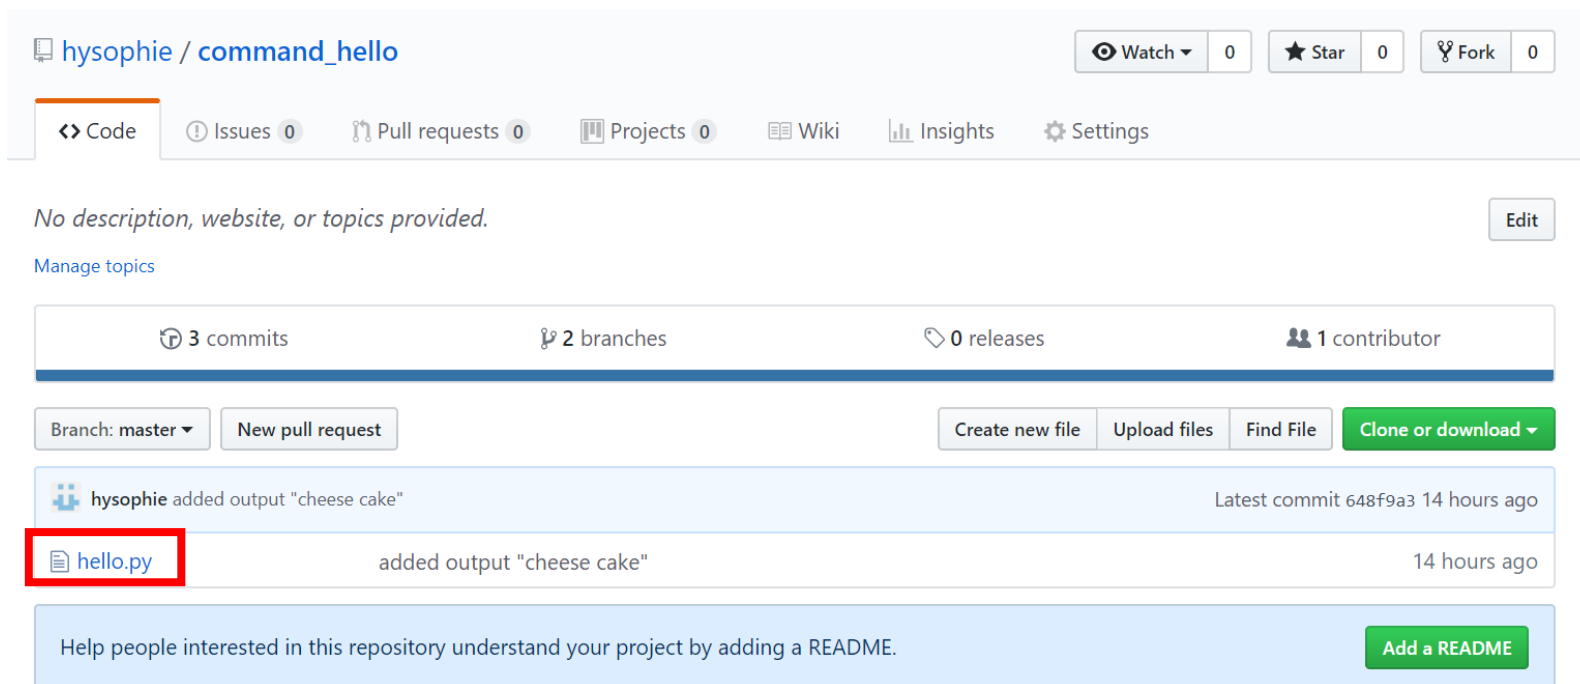 hysophie / command_hello
Watch 0 Star 0 Fork 0
Code Issues 0 Pull requests 0 Projects 0 Wiki Insights Settings
No description, website, or topics provided.
Edit
Manage topics
3 commits 2 branches 0 releases 1 contributor
Branch: master New pull request Create new file Upload files Find File Clone or download
hysophie added output "cheese cake" Latest commit 648f9a3 14 hours ago
hello.py added output "cheese cake" 14 hours ago
Help people interested in this repository understand your project by adding a README. Add a README